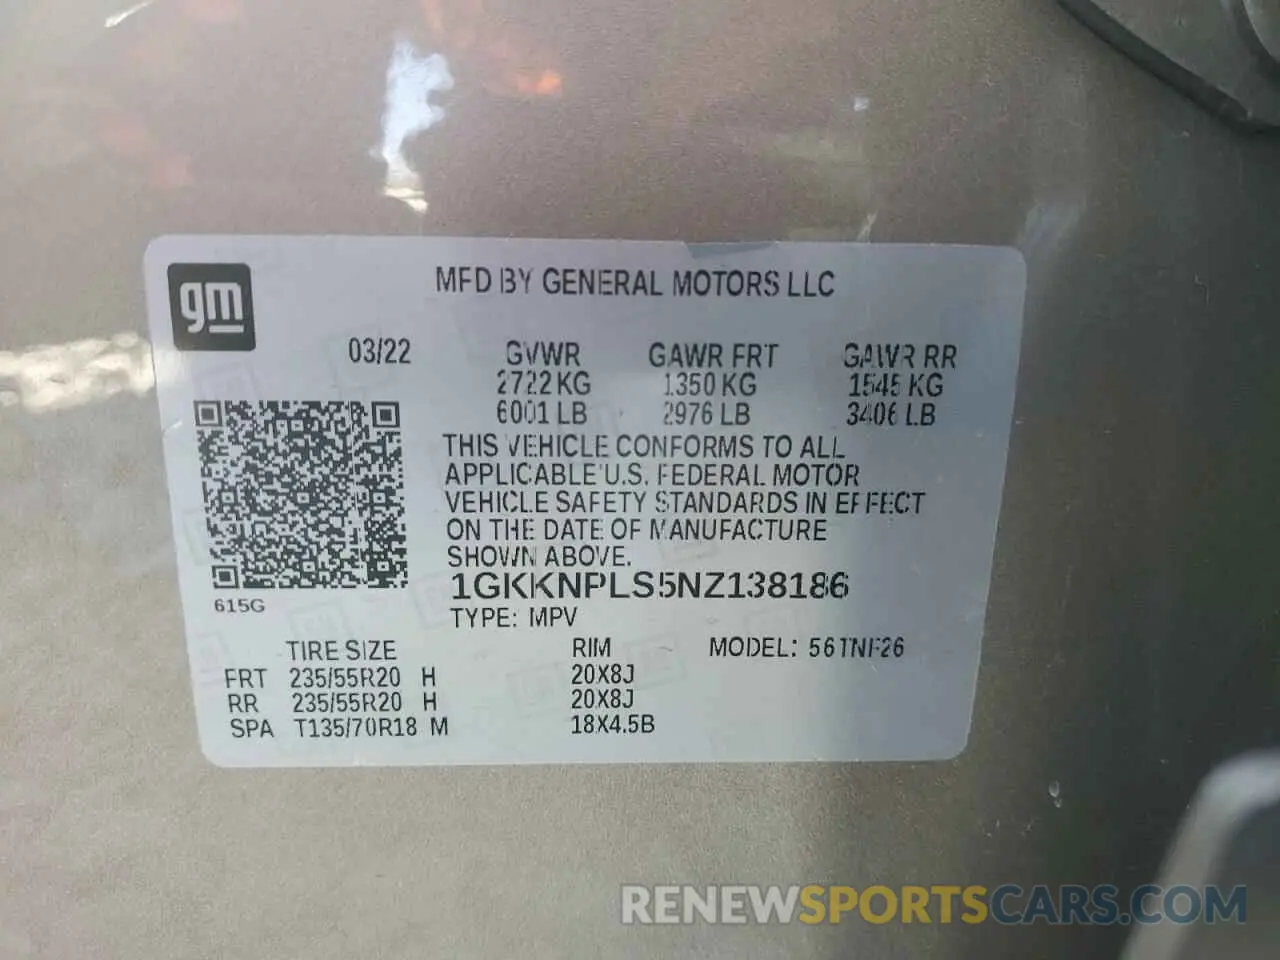 gm
MFD BY GENERAL MOTORS LLC
03/22 GVWR GAWR FRT GAWR RR
2722 KG 1350 KG 1545 KG
6001 LB 2976 LB 3406 LB
THIS VEHICLE CONFORMS TO ALL
APPLICABLE U.S. FEDERAL MOTOR
VEHICLE SAFETY STANDARDS IN EFFECT
ON THE DATE OF MANUFACTURE
SHOWN ABOVE.
1GKKNPLS5NZ138186
615G
TYPE: MPV
TIRE SIZE RIM MODEL: 561NF26
FRT 235/55R20 H 20X8J
RR 235/55R20 H 20X8J
SPA T135/70R18 M 18X4.5B
RENEWSPORTSCARS.COM